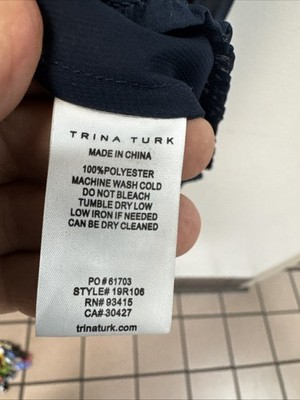 TRINA TURK
MADE IN CHINA
100%POLYESTER
MACHINE WASH COLD
DO NOT BLEACH
TUMBLE DRY LOW
LOW IRON IF NEEDED
CAN BE DRY CLEANED
PO # 61703
STYLE# 19R106
RN# 93415
CA# 30427
trinaturk.com